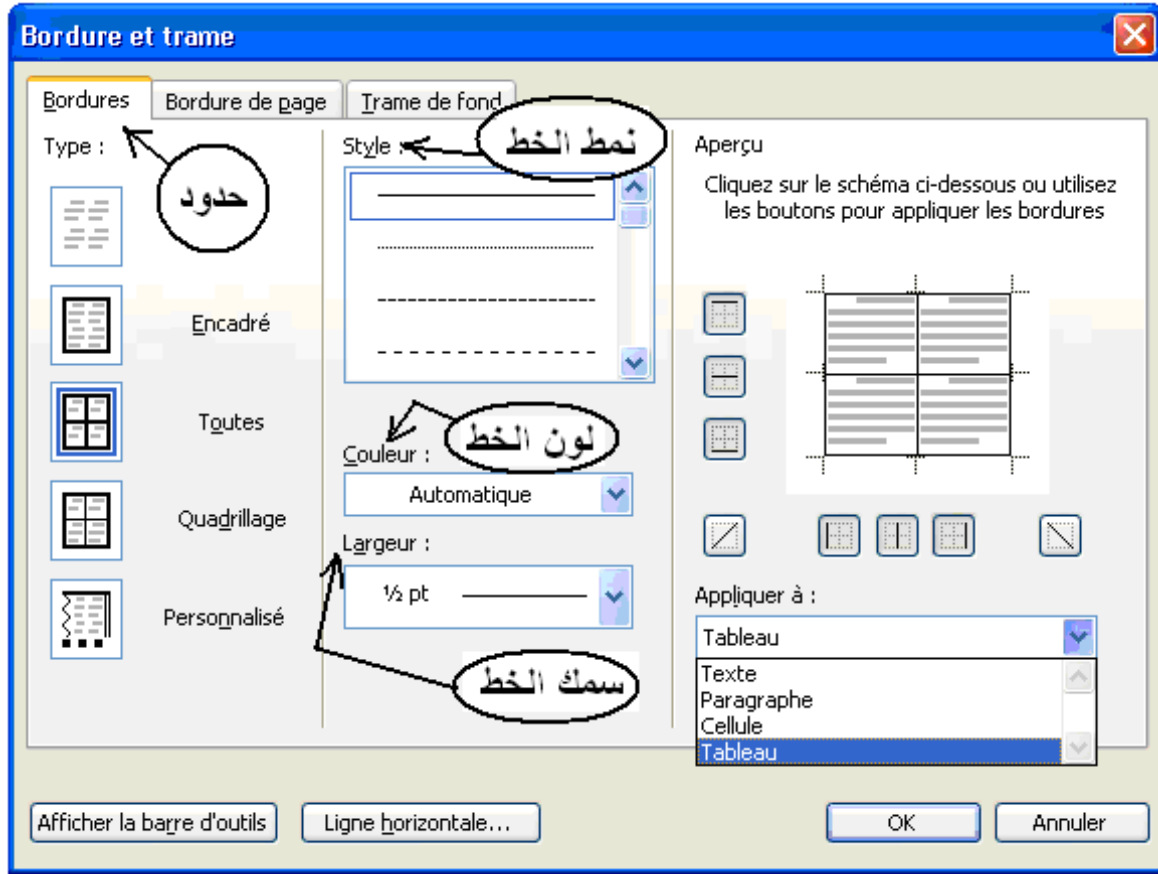 Bordure et trame
Bordures
Bordure de page
Trame de fond
Type :
حدود
Encadré
Toutes
Quadrillage
Personnalisé
Style :
نمط الخط
لون الخط
Couleur :
Automatique
Largeur :
½ pt
سمك الخط
Aperçu
Cliquez sur le schéma ci-dessous ou utilisez
les boutons pour appliquer les bordures
Appliquer à :
Tableau
Texte
Paragraphe
Cellule
Tableau
Afficher la barre d'outils
Ligne horizontale...
OK
Annuler